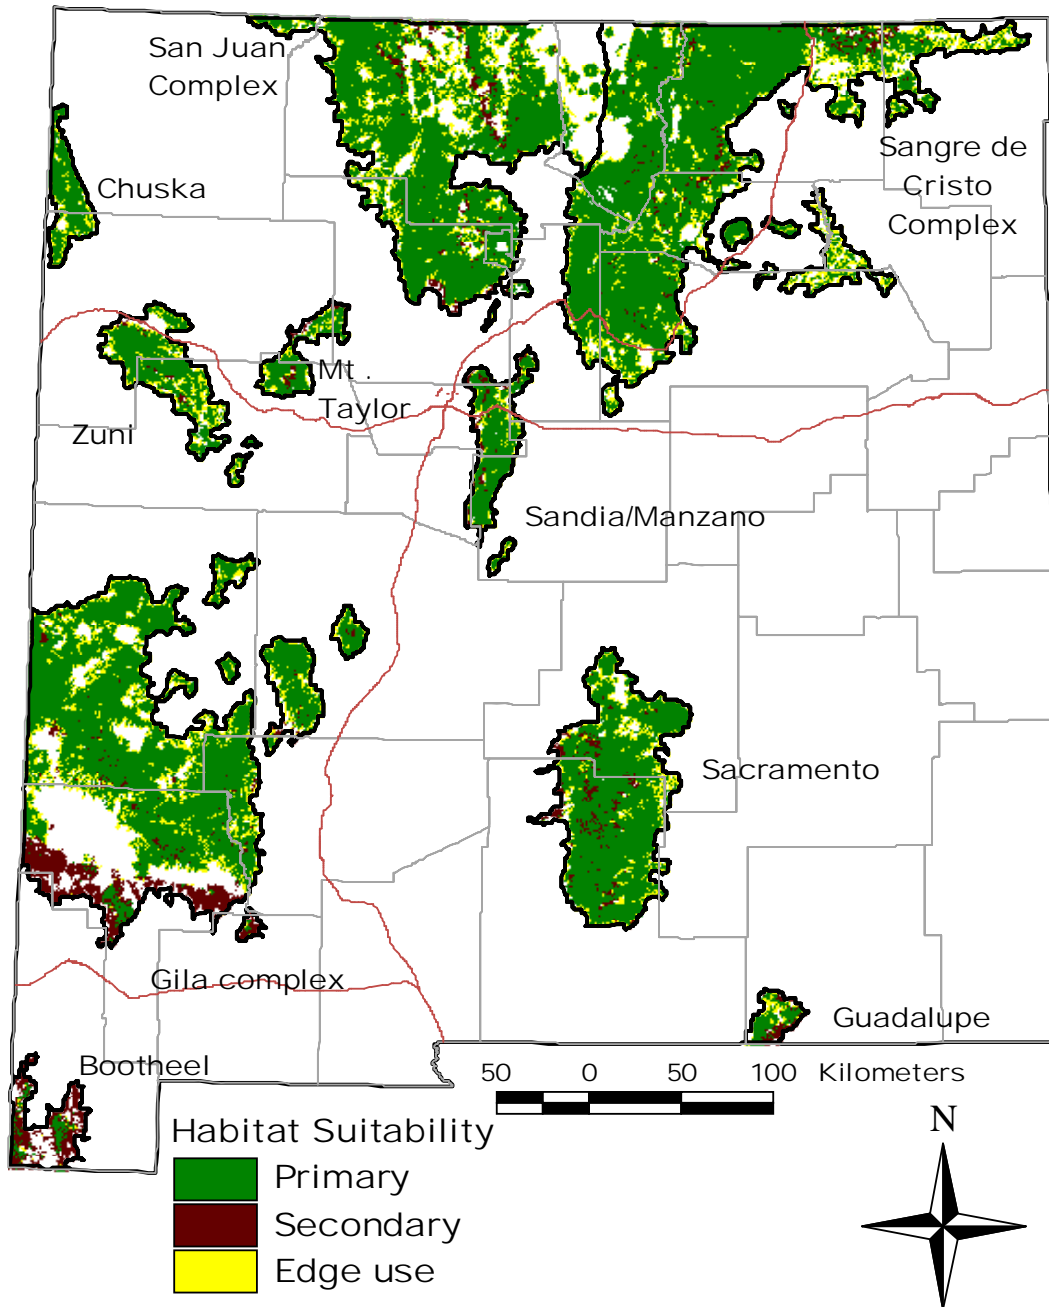 San Juan
Complex
Chuska
Sangre de
Cristo
Complex
Mt .
Taylor
Zuni
Sandia/Manzano
Sacramento
Gila complex
Guadalupe
Bootheel
50 0 50 100 Kilometers
Habitat Suitability
Primary
Secondary
Edge use
N